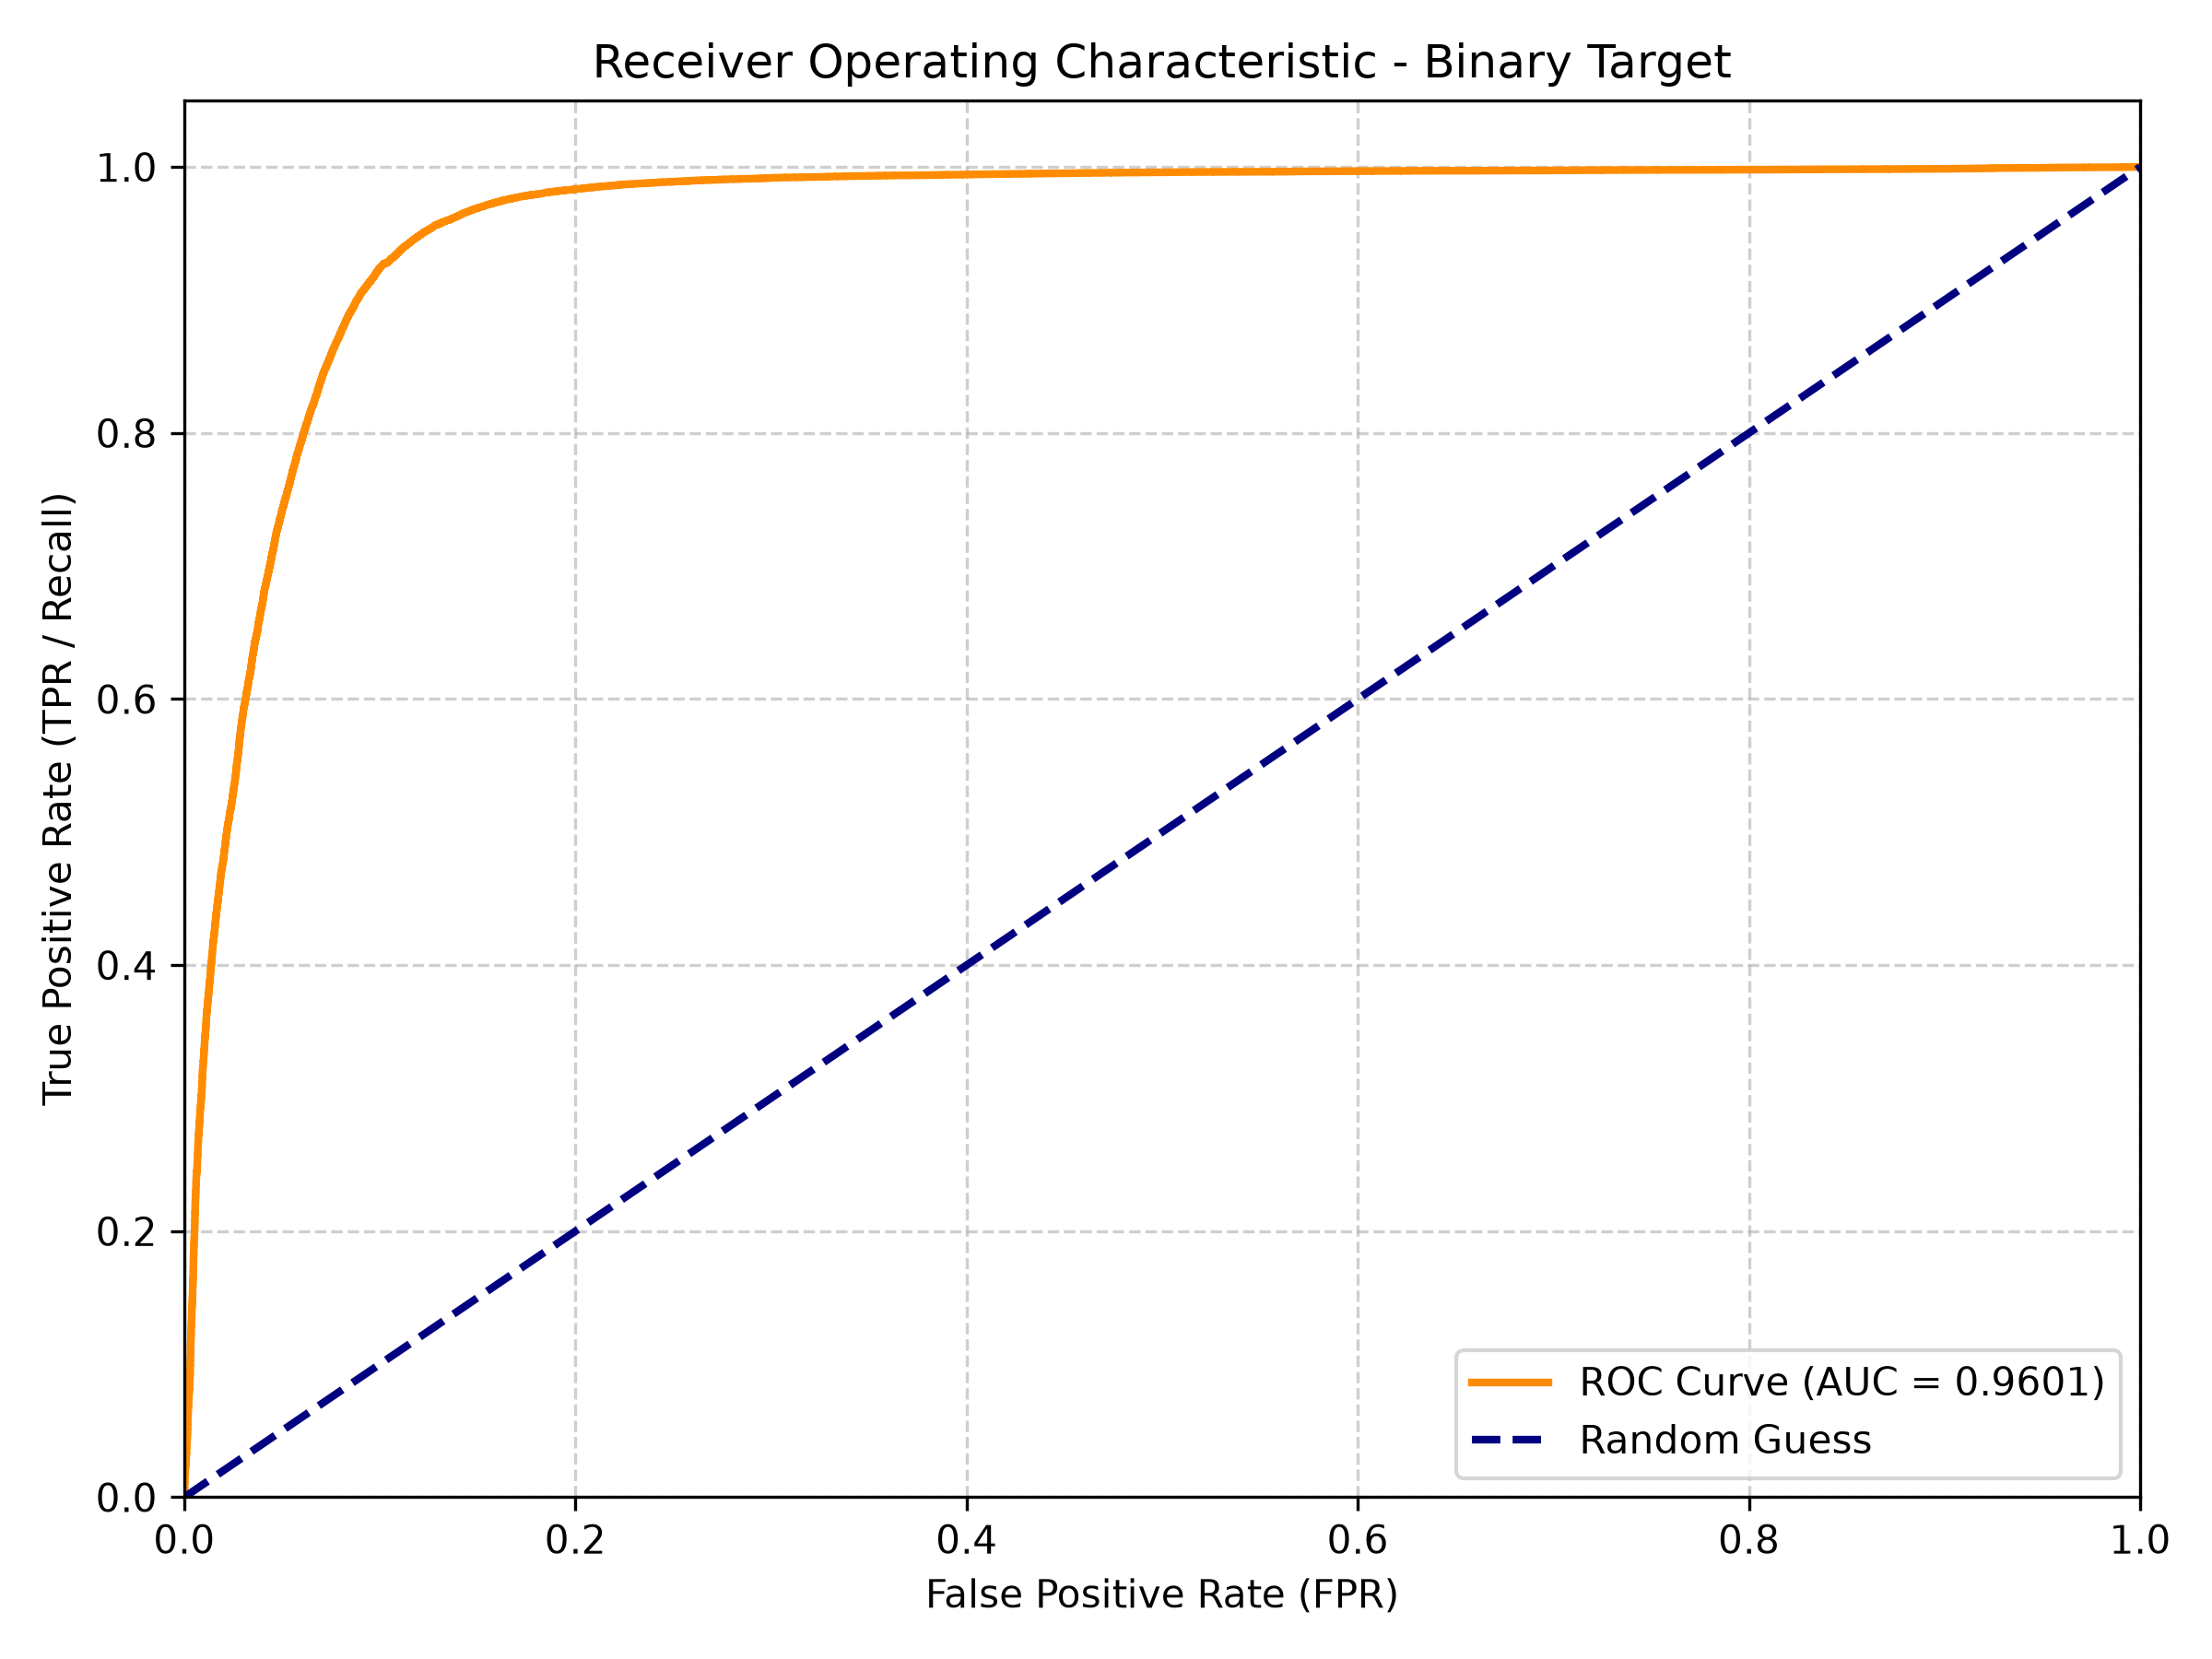 Receiver Operating Characteristic - Binary Target
True Positive Rate (TPR / Recall)
1.0
0.8
0.6
0.4
0.2
0.0
0.0 0.2 0.4 0.6 0.8 1.0
False Positive Rate (FPR)
ROC Curve (AUC = 0.9601)
Random Guess